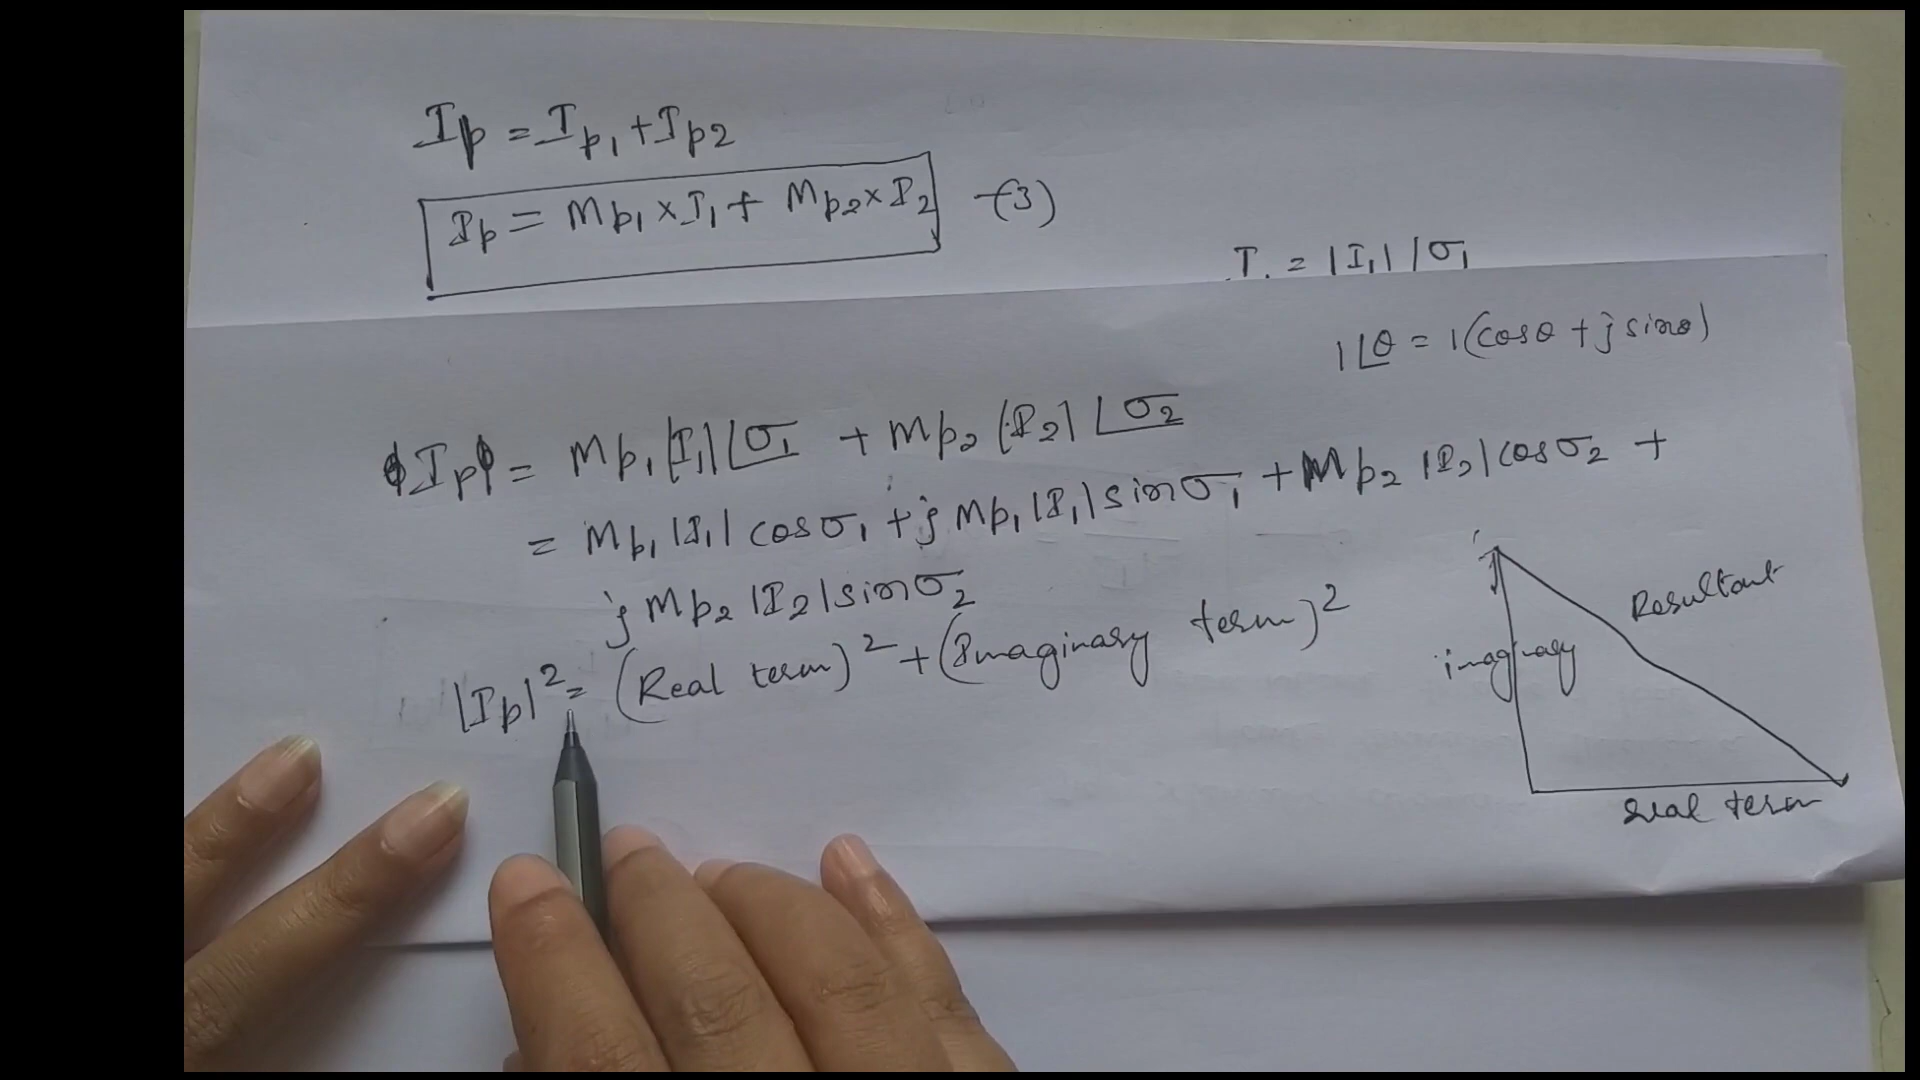 Ip = Ip1 + Ip2
Ip = Mp1 × I1 + Mp2 × I2 -(3)
I1 = |I1| ∠σ1
1∠θ = 1(cosθ + j sinθ)
Ip = Mp1 |I1| ∠σ1 + Mp2 |I2| ∠σ2
= Mp1 |I1| cosσ1 + j Mp1 |I1| sinσ1 + Mp2 |I2| cosσ2 +
j Mp2 |I2| sinσ2
|Ip|² = (Real term)² + (Imaginary term)²
j
Resultant
imaginary
real term